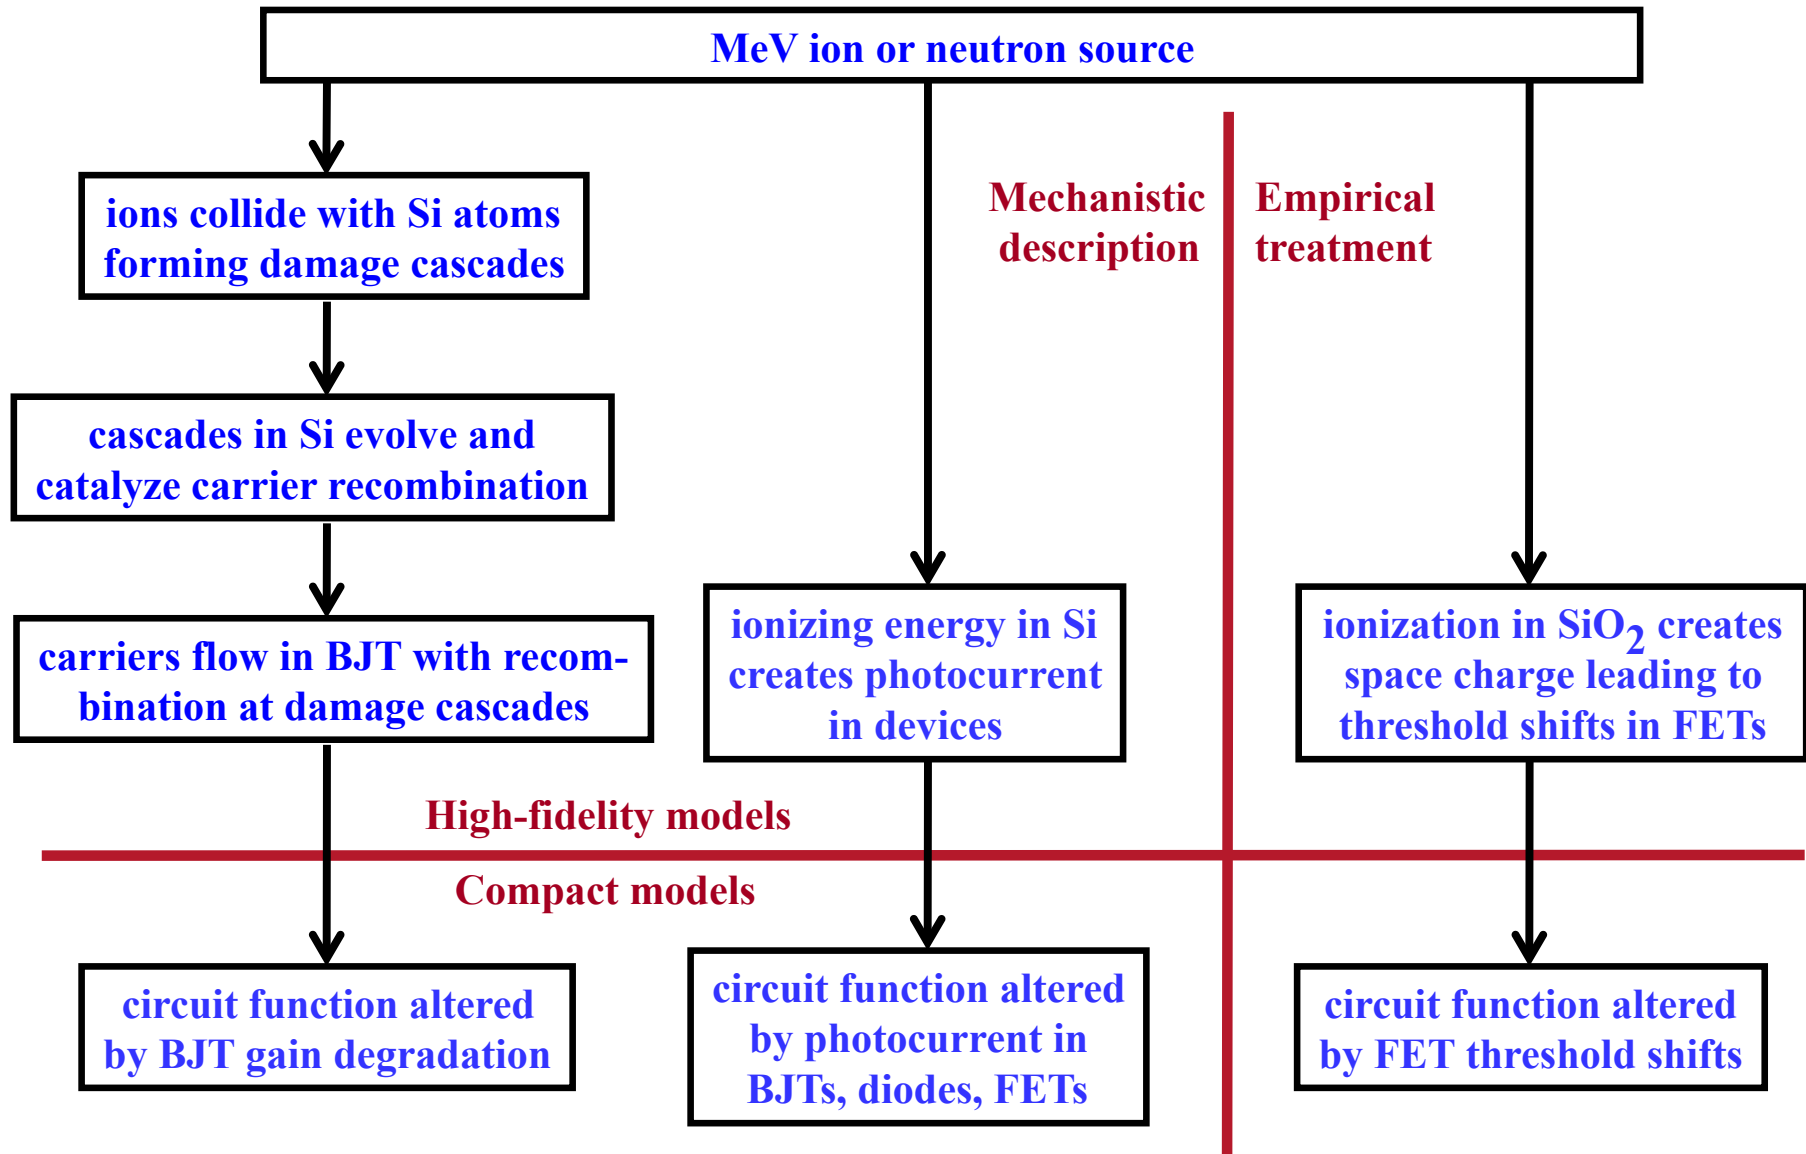 MeV ion or neutron source
ions collide with Si atoms
forming damage cascades
Mechanistic
description
Empirical
treatment
cascades in Si evolve and
catalyze carrier recombination
carriers flow in BJT with recom-
bination at damage cascades
ionizing energy in Si
creates photocurrent
in devices
ionization in SiO2 creates
space charge leading to
threshold shifts in FETs
High-fidelity models
Compact models
circuit function altered
by BJT gain degradation
circuit function altered
by photocurrent in
BJTs, diodes, FETs
circuit function altered
by FET threshold shifts